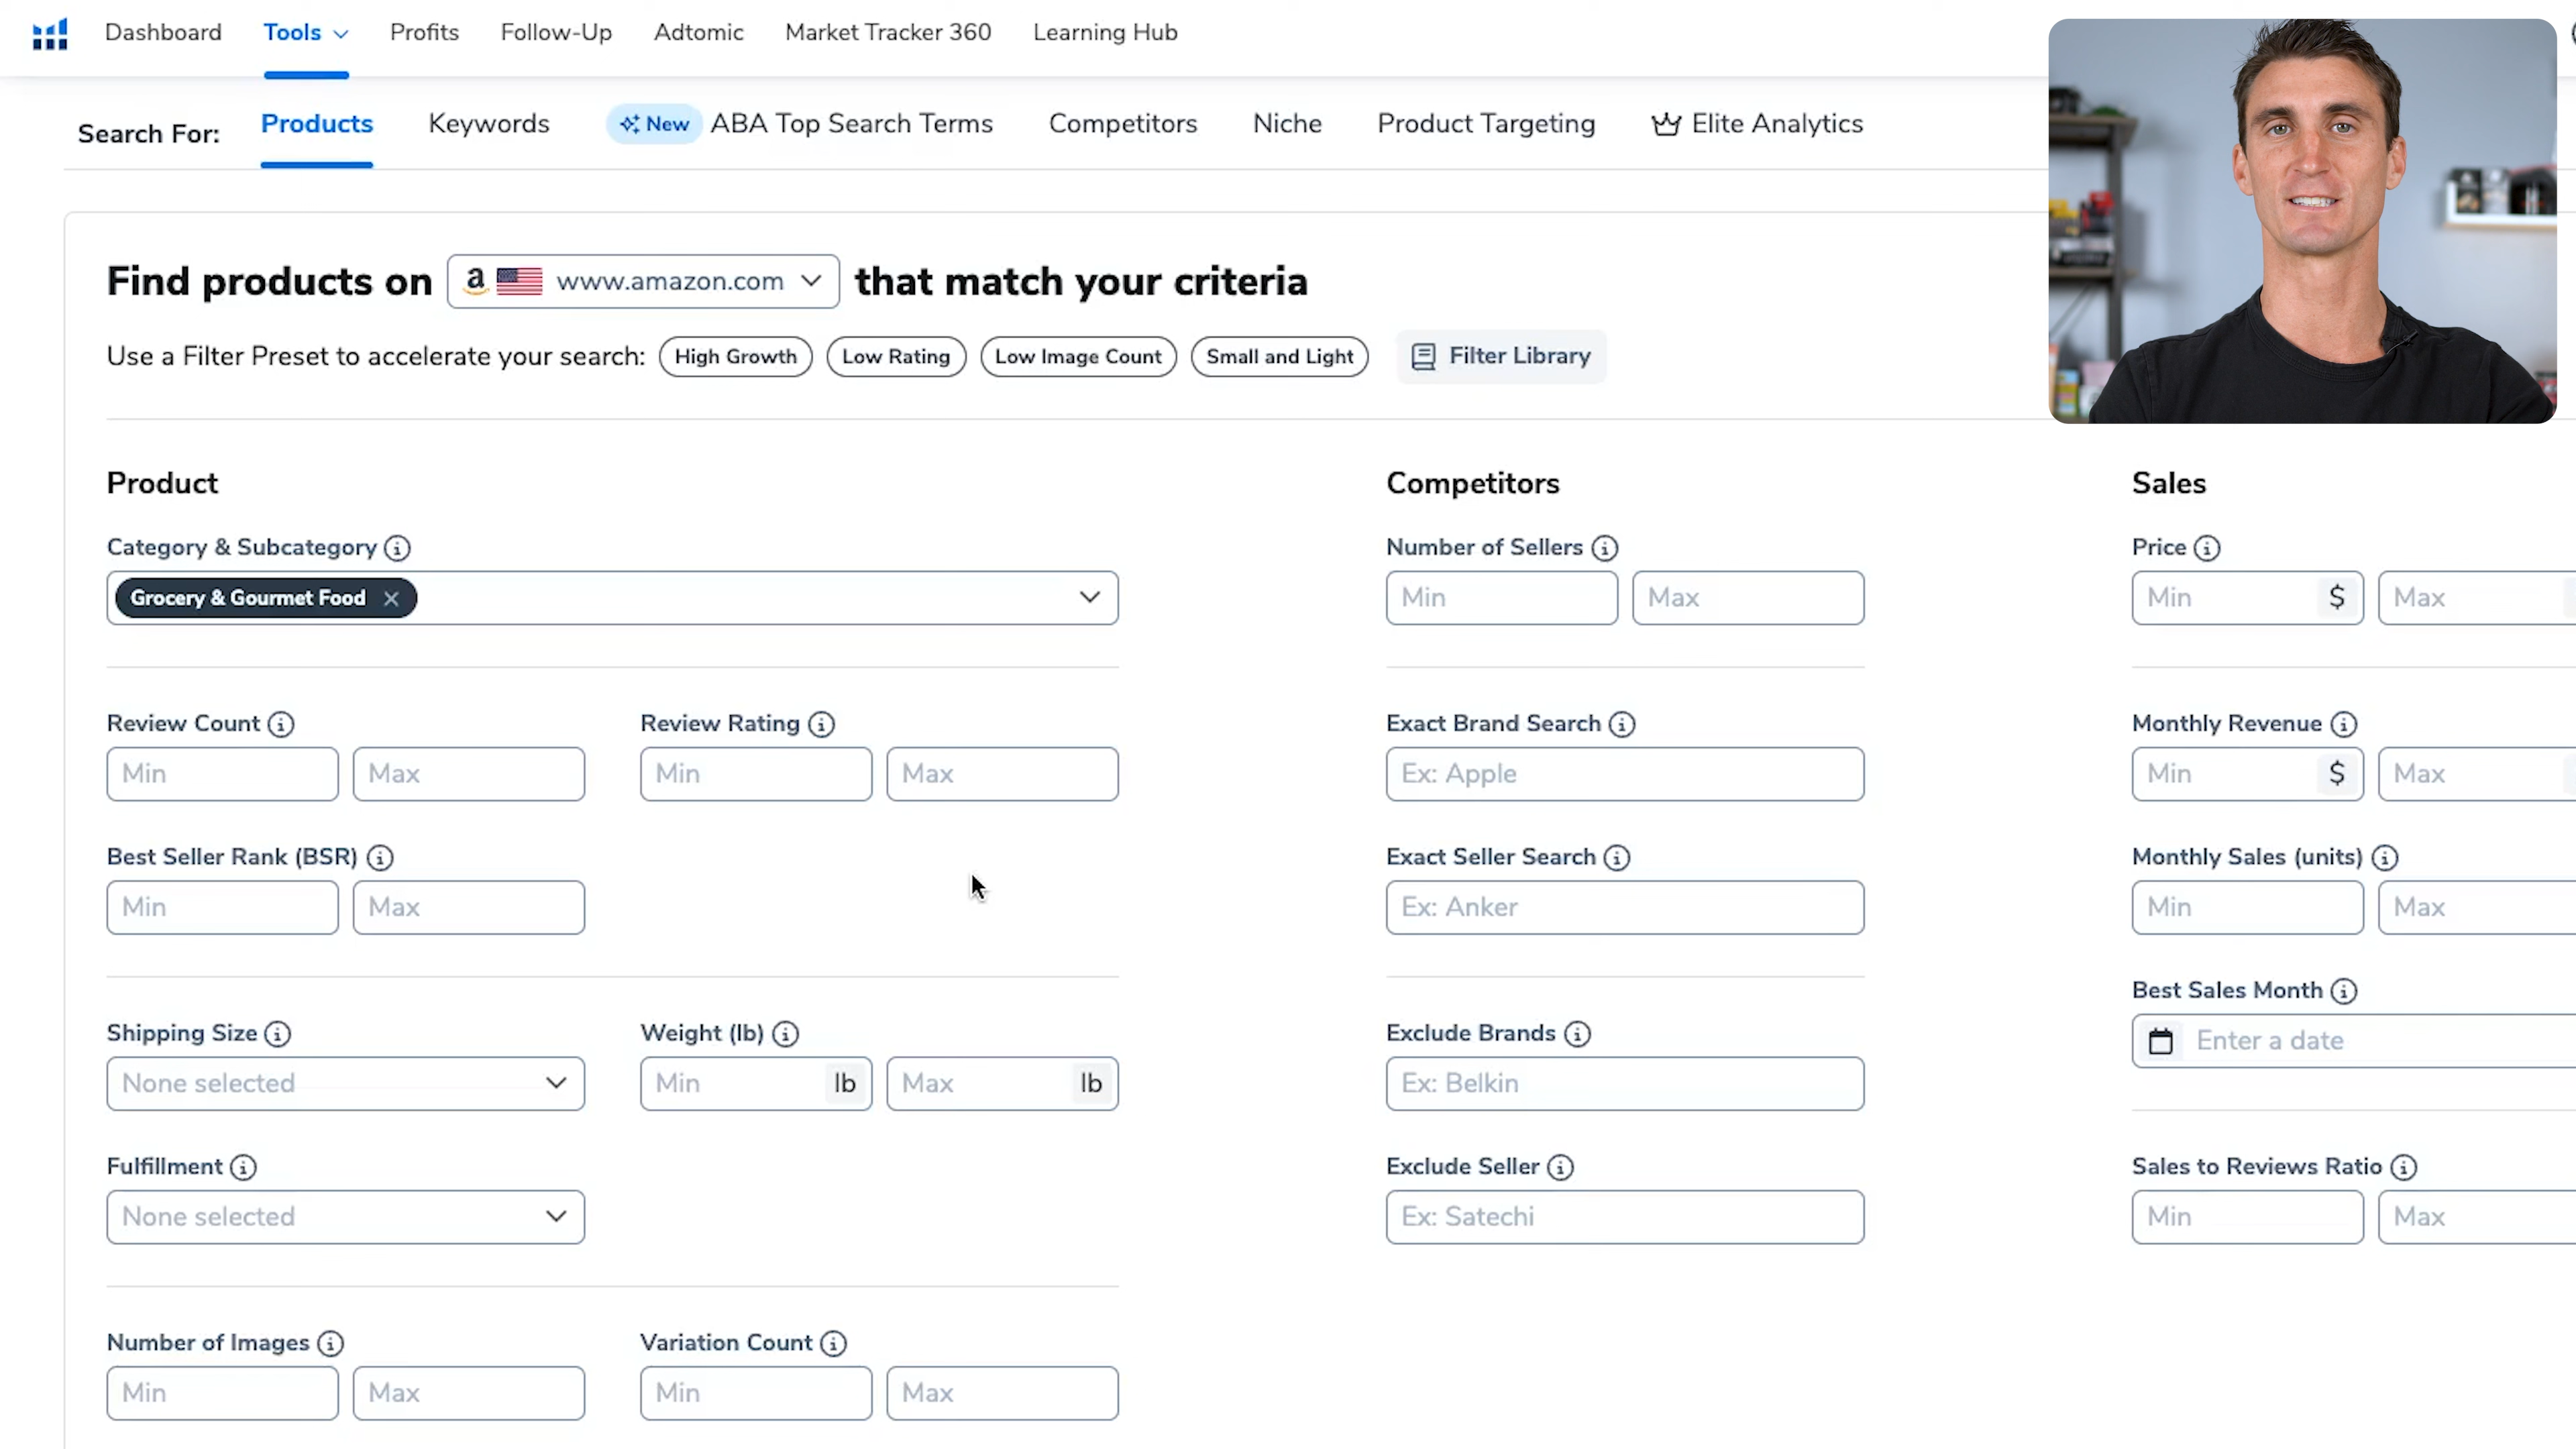 Dashboard Tools Profits Follow-Up Adtomic Market Tracker 360 Learning Hub
Search For: Products Keywords New ABA Top Search Terms Competitors Niche Product Targeting Elite Analytics
Find products on a www.amazon.com that match your criteria
Use a Filter Preset to accelerate your search: High Growth Low Rating Low Image Count Small and Light Filter Library
Product Competitors Sales
Category & Subcategory Number of Sellers Price
Grocery & Gourmet Food Min Max Min $ Max
Review Count Review Rating Exact Brand Search Monthly Revenue
Min Max Min Max Ex: Apple Min $ Max
Best Seller Rank (BSR) Exact Seller Search Monthly Sales (units)
Min Max Ex: Anker Min Max
Best Sales Month
Enter a date
Shipping Size Weight (lb) Exclude Brands
None selected Min lb Max lb Ex: Belkin
Fulfillment Exclude Seller Sales to Reviews Ratio
None selected Ex: Satechi Min Max
Number of Images Variation Count
Min Max Min Max